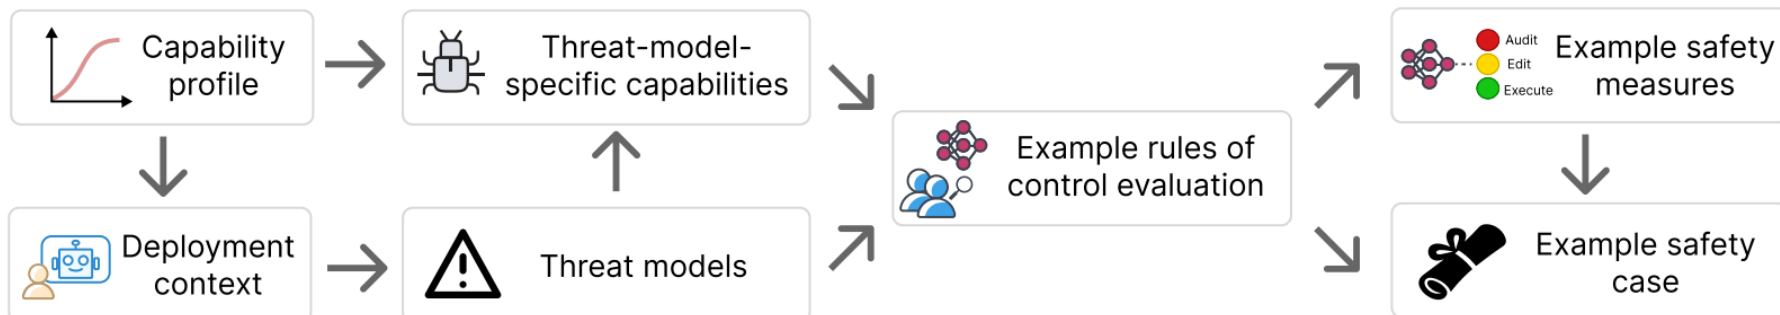 Capability
profile
Threat-model-
specific capabilities
Example rules of
control evaluation
Audit
Edit
Execute
Example safety
measures
Deployment
context
Threat models
Example safety
case